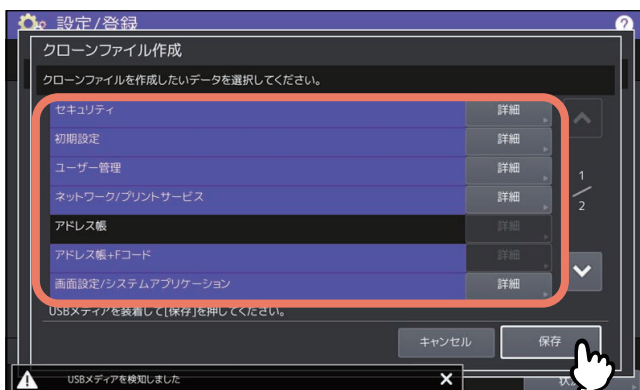 設定/登録
クローンファイル作成
クローンファイルを作成したいデータを選択してください。
セキュリティ 詳細
初期設定 詳細
ユーザー管理 詳細
ネットワーク/プリントサービス 詳細
アドレス帳 詳細
アドレス帳+Fコード 詳細
画面設定/システムアプリケーション 詳細
1/2
USBメディアを装着して[保存]を押してください。
キャンセル 保存
USBメディアを検知しました